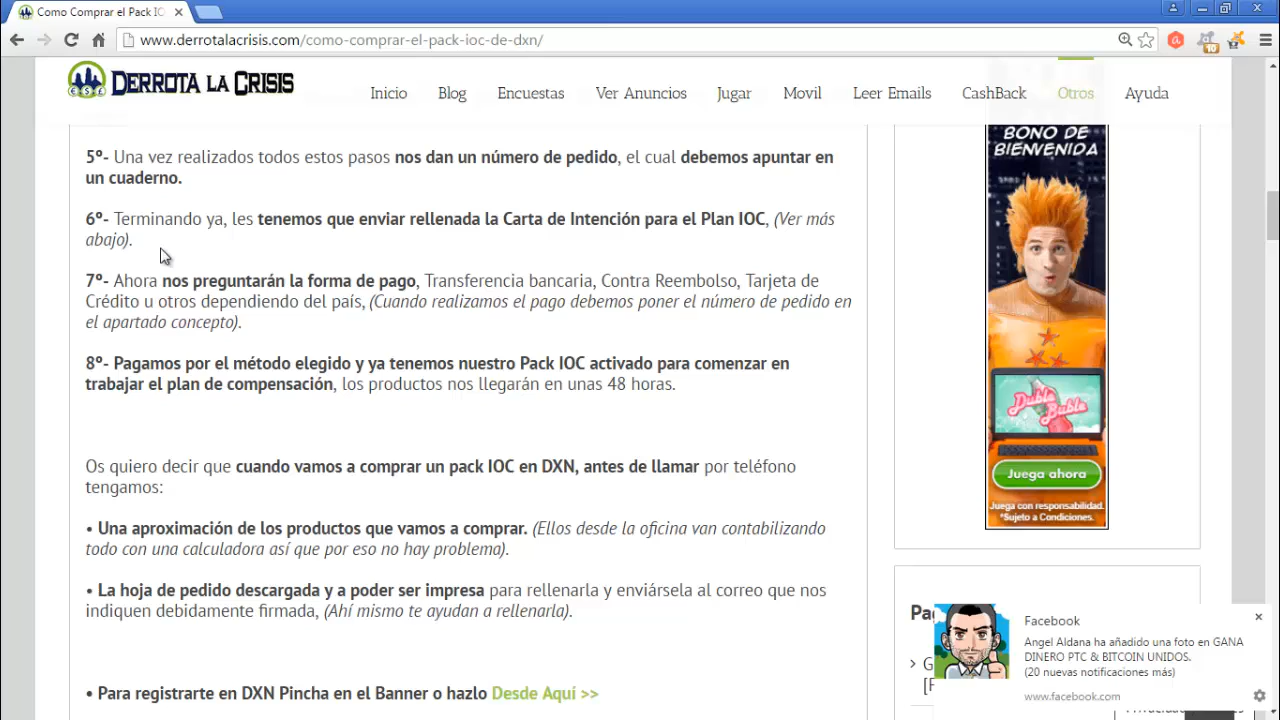 Como Comprar el Pack IO
www.derrotalacrisis.com/como-comprar-el-pack-ioc-de-dxn/
10
DERROTA LA CRISIS
Inicio Blog Encuestas Ver Anuncios Jugar Movil Leer Emails CashBack Otros Ayuda
5º- Una vez realizados todos estos pasos nos dan un número de pedido, el cual debemos apuntar en
un cuaderno.
6º- Terminando ya, les tenemos que enviar rellenada la Carta de Intención para el Plan IOC, (Ver más
abajo).
7º- Ahora nos preguntarán la forma de pago, Transferencia bancaria, Contra Reembolso, Tarjeta de
Crédito u otros dependiendo del país, (Cuando realizamos el pago debemos poner el número de pedido en
el apartado concepto).
8º- Pagamos por el método elegido y ya tenemos nuestro Pack IOC activado para comenzar en
trabajar el plan de compensación, los productos nos llegarán en unas 48 horas.
Os quiero decir que cuando vamos a comprar un pack IOC en DXN, antes de llamar por teléfono
tengamos:
• Una aproximación de los productos que vamos a comprar. (Ellos desde la oficina van contabilizando
todo con una calculadora así que por eso no hay problema).
• La hoja de pedido descargada y a poder ser impresa para rellenarla y enviársela al correo que nos
indiquen debidamente firmada, (Ahí mismo te ayudan a rellenarla).
• Para registrarte en DXN Pincha en el Banner o hazlo Desde Aquí >>
BONO DE
BIENVENIDA
Duble
Buble
Juega ahora
Juega con responsabilidad.
*Sujeto a Condiciones.
Facebook
Angel Aldana ha añadido una foto en GANA
DINERO PTC & BITCOIN UNIDOS.
(20 nuevas notificaciones más)
www.facebook.com